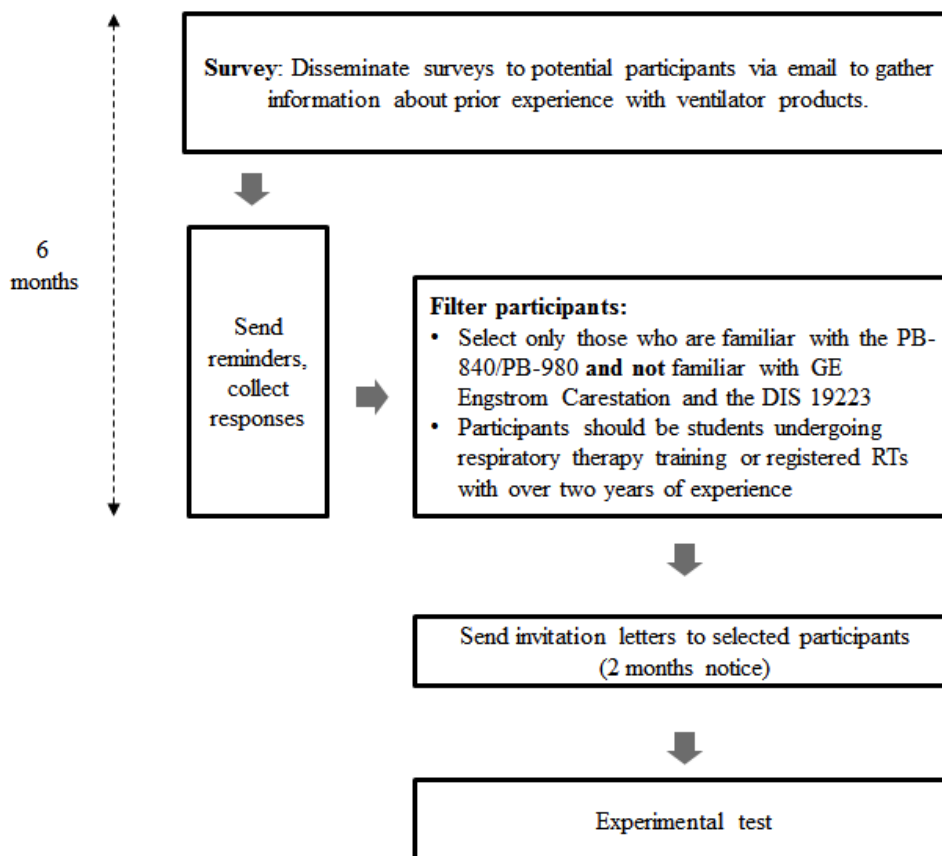 Survey: Disseminate surveys to potential participants via email to gather
information about prior experience with ventilator products.
6
months
Send
reminders,
collect
responses
Filter participants:
• Select only those who are familiar with the PB-
840/PB-980 and not familiar with GE
Engstrom Carestation and the DIS 19223
• Participants should be students undergoing
respiratory therapy training or registered RTs
with over two years of experience
Send invitation letters to selected participants
(2 months notice)
Experimental test